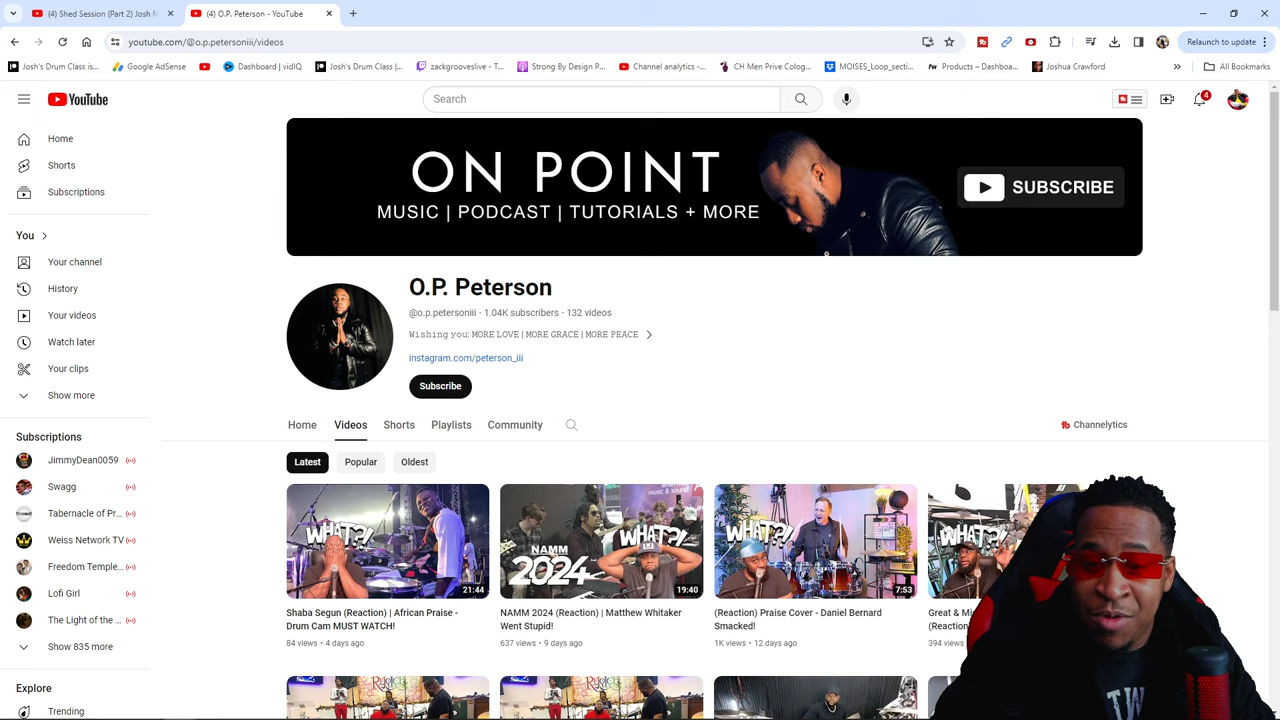 (4) Shed Session (Part 2) Josh M
(4) O.P. Peterson - YouTube
youtube.com/@o.p.petersoniii/videos
Relaunch to update
Josh's Drum Class is...
Google AdSense
Dashboard | vidIQ
Josh's Drum Class |...
zackgrooveslive - T...
Strong By Design P...
Channel analytics -...
CH Men Prive Colog...
MOISES_Loop_secti...
Products – Dashboa...
Joshua Crawford
All Bookmarks
YouTube
Search
4
Home
Shorts
Subscriptions
You
Your channel
History
Your videos
Watch later
Your clips
Show more
Subscriptions
JimmyDean0059
Swagg
Tabernacle of Pr...
Weiss Network TV
Freedom Temple...
Lofi Girl
The Light of the ...
Show 835 more
Explore
Trending
ON POINT
MUSIC | PODCAST | TUTORIALS + MORE
SUBSCRIBE
O.P. Peterson
@o.p.petersoniii · 1.04K subscribers · 132 videos
Wishing you: MORE LOVE | MORE GRACE | MORE PEACE
instagram.com/peterson_iii
Subscribe
Home
Videos
Shorts
Playlists
Community
Channelytics
Latest
Popular
Oldest
WHAT?!
21:44
Shaba Segun (Reaction) | African Praise -
Drum Cam MUST WATCH!
84 views · 4 days ago
music & sound
WHAT?!
NAMM
2024
19:40
NAMM 2024 (Reaction) | Matthew Whitaker
Went Stupid!
637 views · 9 days ago
WHAT?!
7:53
(Reaction) Praise Cover - Daniel Bernard
Smacked!
1K views · 12 days ago
WHAT?!
Great & Mi
(Reaction
394 views